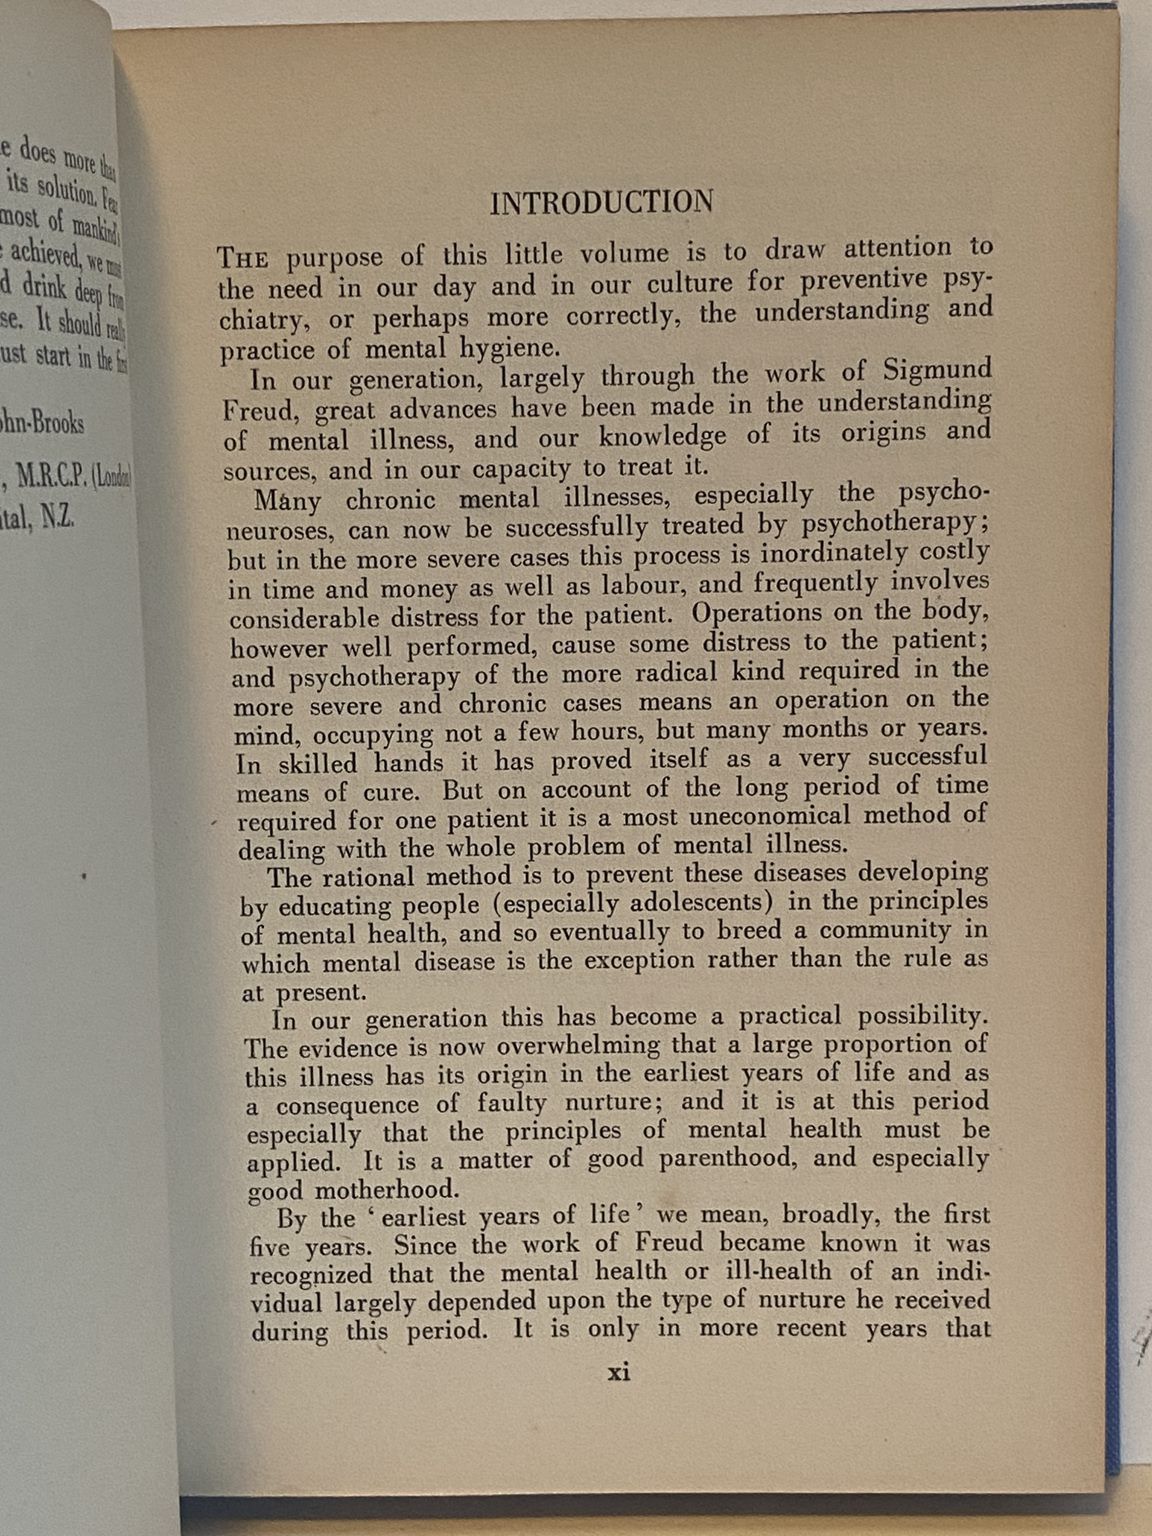 e does more than
its solution. Fear
most of mankind;
achieved, we must
d drink deep from
se. It should really
ust start in the first
ohn-Brooks
, M.R.C.P. (London)
ital, N.Z.
INTRODUCTION
THE purpose of this little volume is to draw attention to
the need in our day and in our culture for preventive psy-
chiatry, or perhaps more correctly, the understanding and
practice of mental hygiene.
In our generation, largely through the work of Sigmund
Freud, great advances have been made in the understanding
of mental illness, and our knowledge of its origins and
sources, and in our capacity to treat it.
Many chronic mental illnesses, especially the psycho-
neuroses, can now be successfully treated by psychotherapy;
but in the more severe cases this process is inordinately costly
in time and money as well as labour, and frequently involves
considerable distress for the patient. Operations on the body,
however well performed, cause some distress to the patient;
and psychotherapy of the more radical kind required in the
more severe and chronic cases means an operation on the
mind, occupying not a few hours, but many months or years.
In skilled hands it has proved itself as a very successful
means of cure. But on account of the long period of time
required for one patient it is a most uneconomical method of
dealing with the whole problem of mental illness.
The rational method is to prevent these diseases developing
by educating people (especially adolescents) in the principles
of mental health, and so eventually to breed a community in
which mental disease is the exception rather than the rule as
at present.
In our generation this has become a practical possibility.
The evidence is now overwhelming that a large proportion of
this illness has its origin in the earliest years of life and as
a consequence of faulty nurture; and it is at this period
especially that the principles of mental health must be
applied. It is a matter of good parenthood, and especially
good motherhood.
By the ‘earliest years of life’ we mean, broadly, the first
five years. Since the work of Freud became known it was
recognized that the mental health or ill-health of an indi-
vidual largely depended upon the type of nurture he received
during this period. It is only in more recent years that
xi